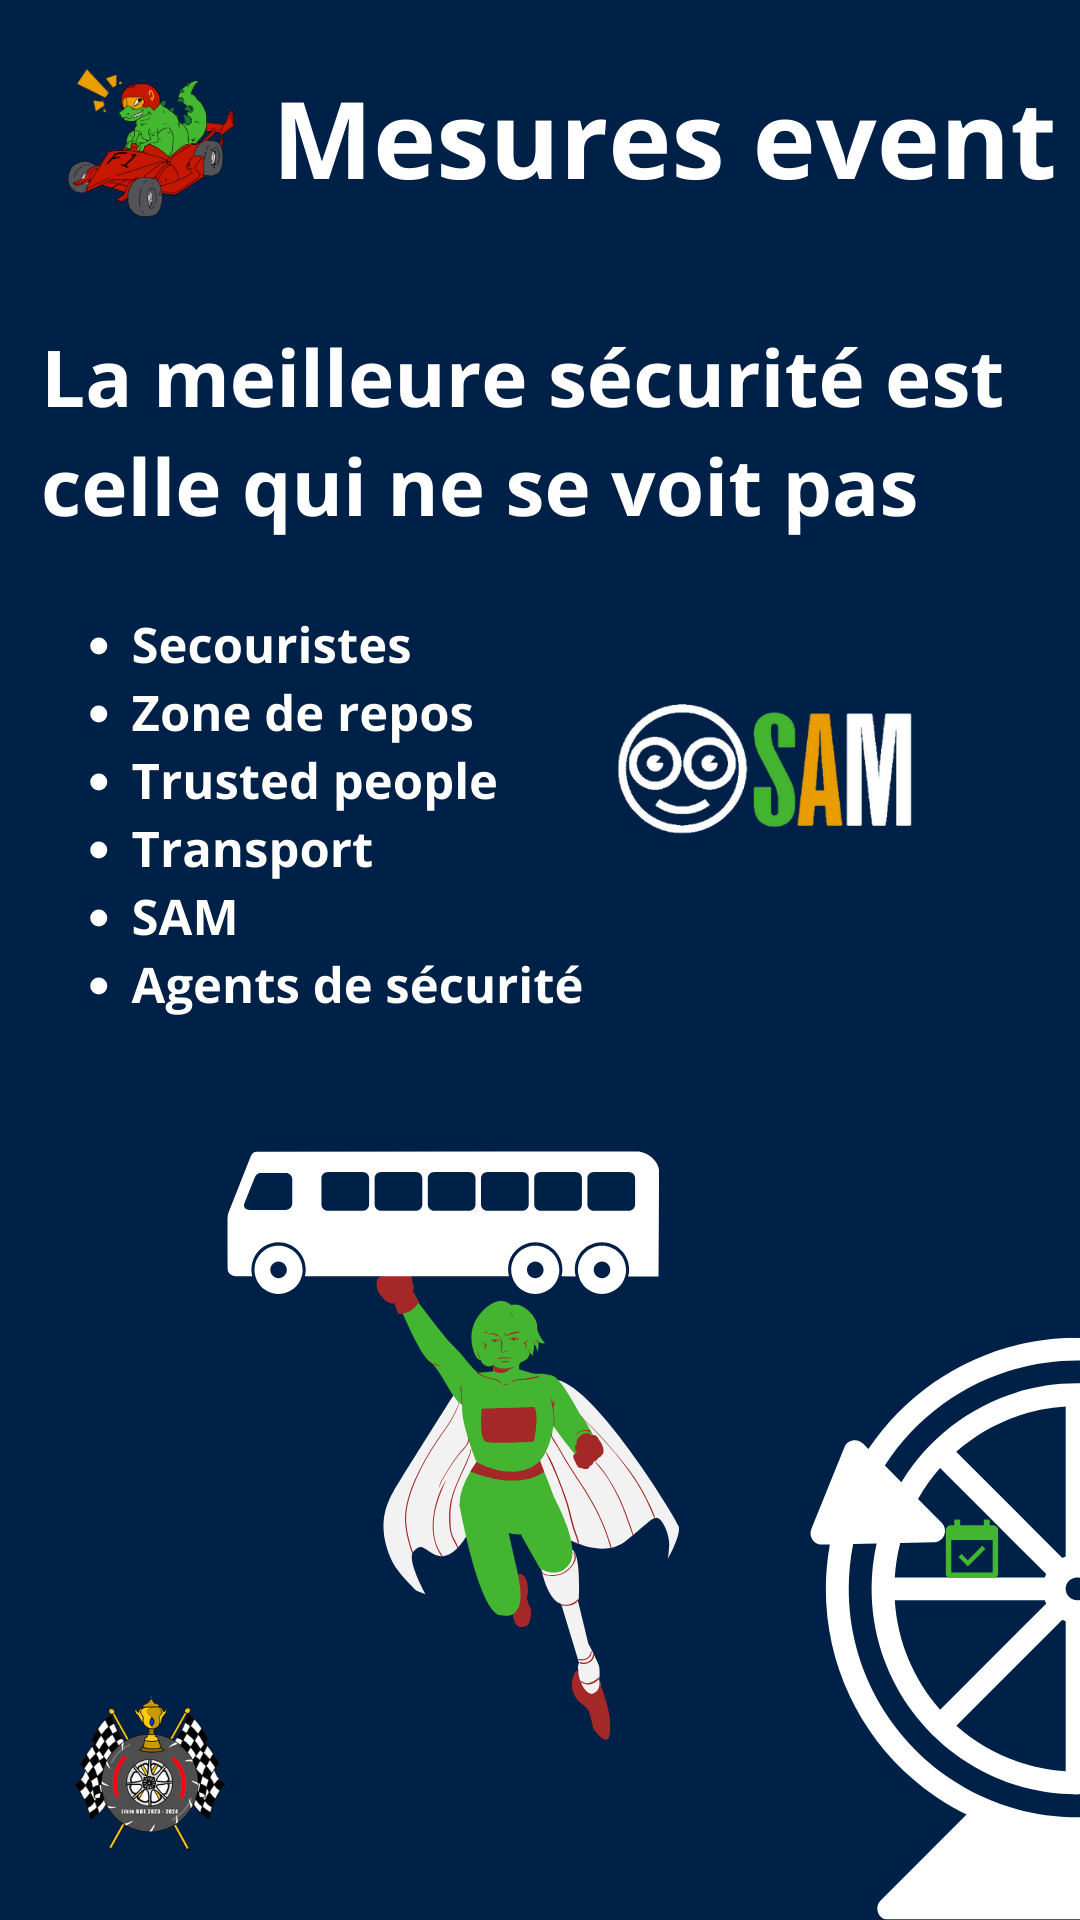 F1
Mesures event
La meilleure sécurité est
celle qui ne se voit pas
• Secouristes
• Zone de repos
• Trusted people
• Transport
• SAM
• Agents de sécurité
SAM
Liste BDE 2023 - 2024